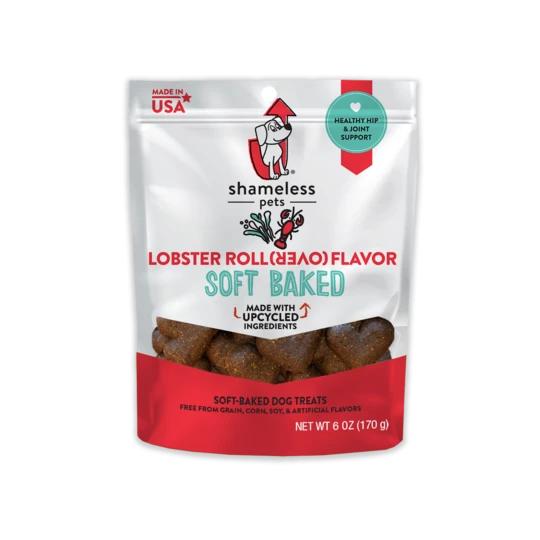 MADE IN
USA
HEALTHY HIP
& JOINT
SUPPORT
shameless
pets
LOBSTER ROLL(OVER) FLAVOR
SOFT BAKED
MADE WITH
UPCYCLED
INGREDIENTS
SOFT-BAKED DOG TREATS
FREE FROM GRAIN, CORN, SOY, & ARTIFICIAL FLAVORS
NET WT 6 OZ (170 g)